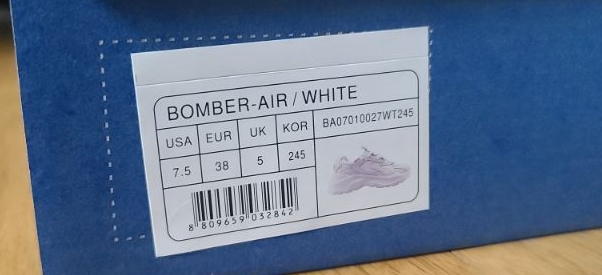 BOMBER-AIR / WHITE
USA EUR UK KOR BA07010027WT245
7.5 38 5 245
8 809659 032842